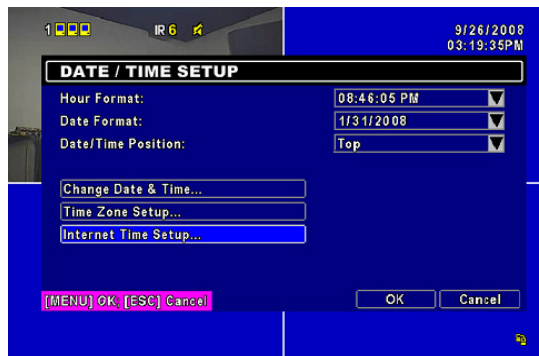 1 IR 6 9/26/2008
03:19:35PM
DATE / TIME SETUP
Hour Format: 08:46:05 PM
Date Format: 1/31/2008
Date/Time Position: Top
Change Date & Time...
Time Zone Setup...
Internet Time Setup...
[MENU] OK; [ESC] Cancel OK Cancel